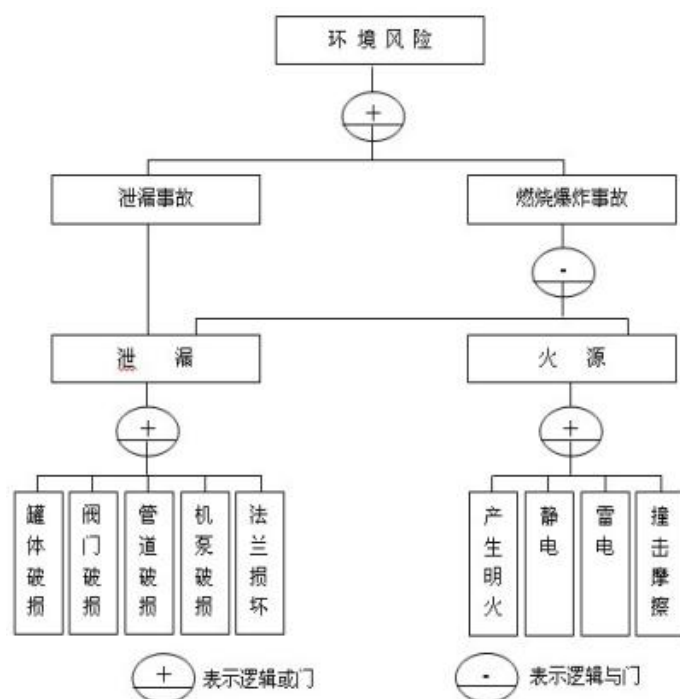 环境风险
+
泄漏事故
燃烧爆炸事故
-
泄漏
火源
+
+
罐体破损
阀门破损
管道破损
机泵破损
法兰损坏
产生明火
静电
雷电
撞击摩擦
+ 表示逻辑或门
- 表示逻辑与门